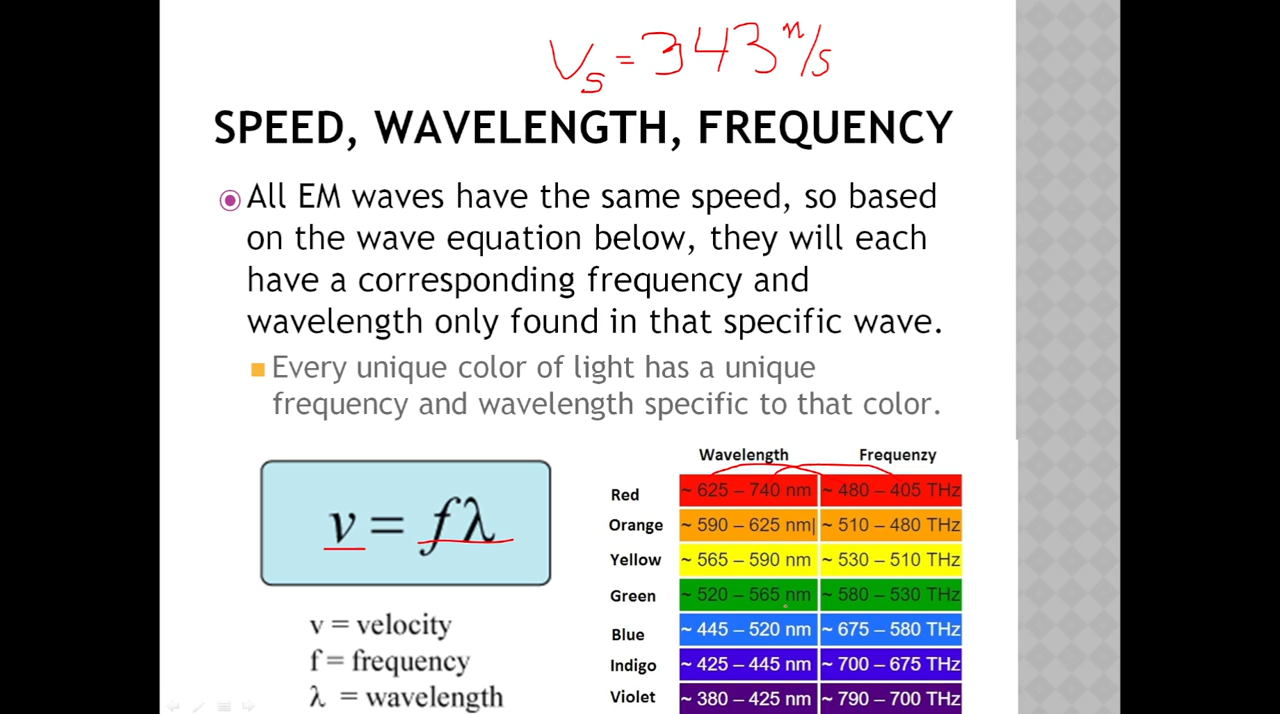 Vs = 343 m/s
SPEED, WAVELENGTH, FREQUENCY
All EM waves have the same speed, so based
on the wave equation below, they will each
have a corresponding frequency and
wavelength only found in that specific wave.
Every unique color of light has a unique
frequency and wavelength specific to that color.
v = fλ
v = velocity
f = frequency
λ = wavelength
Wavelength Frequenzy
Red ~ 625 – 740 nm ~ 480 – 405 THz
Orange ~ 590 – 625 nm| ~ 510 – 480 THz
Yellow ~ 565 – 590 nm ~ 530 – 510 THz
Green ~ 520 – 565 nm ~ 580 – 530 THz
Blue ~ 445 – 520 nm ~ 675 – 580 THz
Indigo ~ 425 – 445 nm ~ 700 – 675 THz
Violet ~ 380 – 425 nm ~ 790 – 700 THz